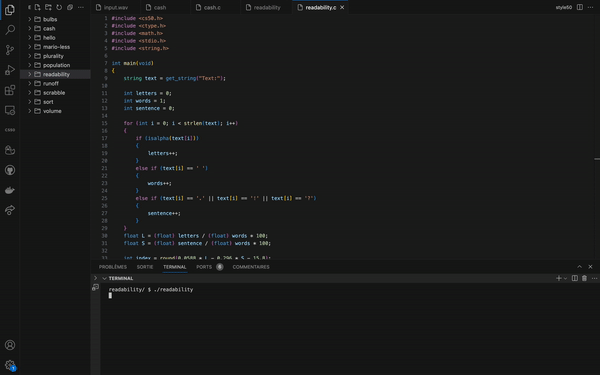 input.wav cash cash.c readability readability.c style50
bulbs
cash
hello
mario-less
plurality
population
readability
runoff
scrabble
sort
volume
1 #include <cs50.h>
2 #include <ctype.h>
3 #include <math.h>
4 #include <stdio.h>
5 #include <string.h>
6
7 int main(void)
8 {
9 string text = get_string("Text:");
10
11 int letters = 0;
12 int words = 1;
13 int sentence = 0;
14
15 for (int i = 0; i < strlen(text); i++)
16 {
17 if (isalpha(text[i]))
18 {
19 letters++;
20 }
21 else if (text[i] == ' ')
22 {
23 words++;
24 }
25 else if (text[i] == '.' || text[i] == '!' || text[i] == '?')
26 {
27 sentence++;
28 }
29 }
30 float L = (float) letters / (float) words * 100;
31 float S = (float) sentence / (float) words * 100;
32
33 int index = round(0.0588 * L - 0.296 * S - 15.8);
PROBLÈMES SORTIE TERMINAL PORTS 6 COMMENTAIRES
TERMINAL
readability/ $ ./readability